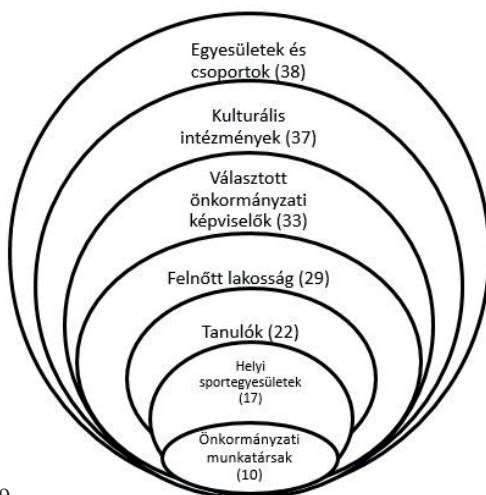 Egyesületek és
csoportok (38)
Kulturális
intézmények (37)
Választott
önkormányzati
képviselők (33)
Felnőtt lakosság (29)
Tanulók (22)
Helyi
sportegyesületek
(17)
Önkormányzati
munkatársak
(10)